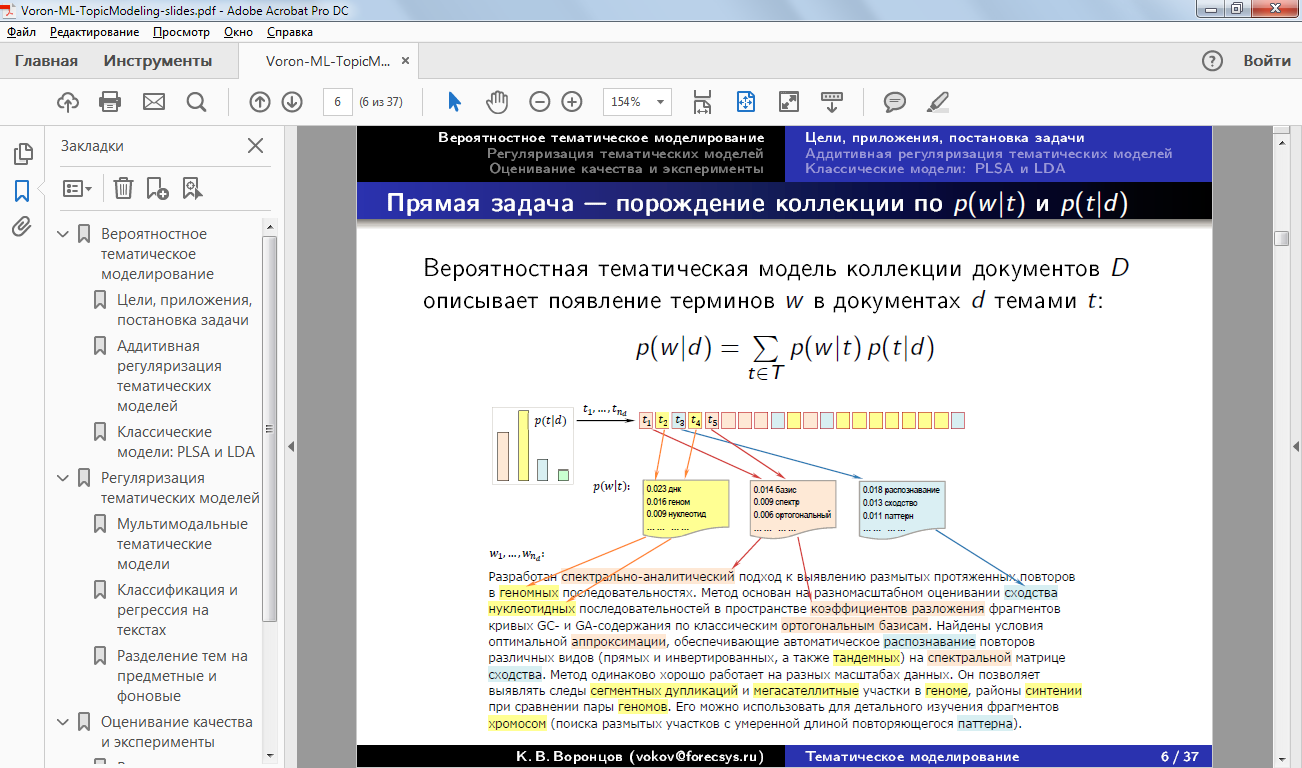 Voron-ML-TopicModeling-slides.pdf - Adobe Acrobat Pro DC
Файл Редактирование Просмотр Окно Справка
Главная Инструменты Voron-ML-TopicM... × ? Войти
6 (6 из 37) 154%
Закладки
Вероятностное
тематическое
моделирование
Цели, приложения,
постановка задачи
Аддитивная
регуляризация
тематических
моделей
Классические
модели: PLSA и LDA
Регуляризация
тематических моделей
Мультимодальные
тематические
модели
Классификация и
регрессия на
текстах
Разделение тем на
предметные и
фоновые
Оценивание качества
и эксперименты
Вероятностное тематическое моделирование
Регуляризация тематических моделей
Оценивание качества и эксперименты
Цели, приложения, постановка задачи
Аддитивная регуляризация тематических моделей
Классические модели: PLSA и LDA
Прямая задача — порождение коллекции по p(w|t) и p(t|d)
Вероятностная тематическая модель коллекции документов D
описывает появление терминов w в документах d темами t:
p(w|d) = ∑ p(w|t) p(t|d)
t∈T
p(t|d)
t₁,…,tₙd
t₁ t₂ t₃ t₄ t₅
p(w|t):
0.023 днк
0.016 геном
0.009 нуклеотид
... ... ... ...
0.014 базис
0.009 спектр
0.006 ортогональный
... ... ... ...
0.018 распознавание
0.013 сходство
0.011 паттерн
... ... ... ...
w₁,…,wₙd:
Разработан спектрально-аналитический подход к выявлению размытых протяженных повторов
в геномных последовательностях. Метод основан на разномасштабном оценивании сходства
нуклеотидных последовательностей в пространстве коэффициентов разложения фрагментов
кривых GC- и GA-содержания по классическим ортогональным базисам. Найдены условия
оптимальной аппроксимации, обеспечивающие автоматическое распознавание повторов
различных видов (прямых и инвертированных, а также тандемных) на спектральной матрице
сходства. Метод одинаково хорошо работает на разных масштабах данных. Он позволяет
выявлять следы сегментных дупликаций и мегасателлитные участки в геноме, районы синтении
при сравнении пары геномов. Его можно использовать для детального изучения фрагментов
хромосом (поиска размытых участков с умеренной длиной повторяющегося паттерна).
К. В. Воронцов (vokov@forecsys.ru) Тематическое моделирование 6 / 37